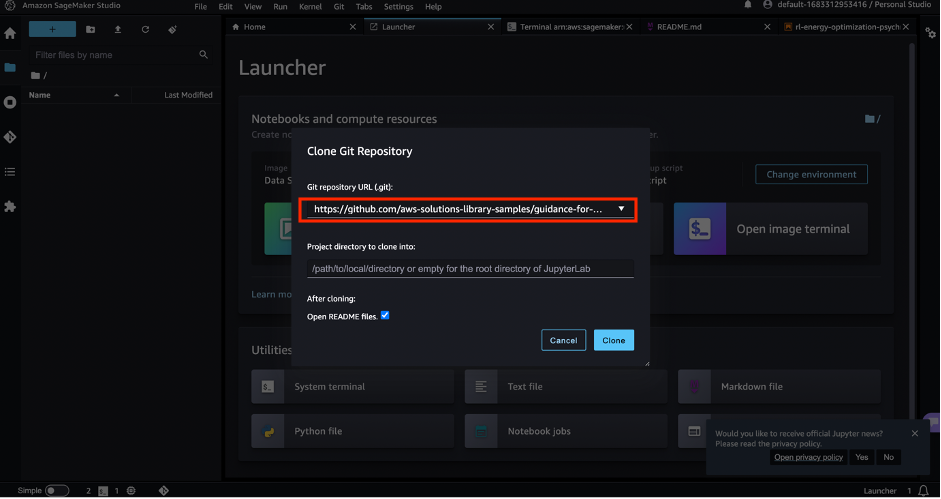 Amazon SageMaker Studio
File Edit View Run Kernel Git Tabs Settings Help
default-1683312953416 / Personal Studio
+
Home
Launcher
Terminal arn:aws:sagemaker:
README.md
rl-energy-optimization-psych
Filter files by name
/
Name
Last Modified
Launcher
Notebooks and compute resources
/
Create no
er.
Image
Data S
up script
ript
Change environment
Open image terminal
Learn mo
Clone Git Repository
Git repository URL (.git):
https://github.com/aws-solutions-library-samples/guidance-for-...
Project directory to clone into:
/path/to/local/directory or empty for the root directory of JupyterLab
After cloning:
Open README files.
Cancel
Clone
Utilities
$_ System terminal
Text file
Markdown file
Python file
Notebook jobs
Would you like to receive official Jupyter news?
Please read the privacy policy.
Open privacy policy
Yes
No
Simple
2
1
Launcher
1